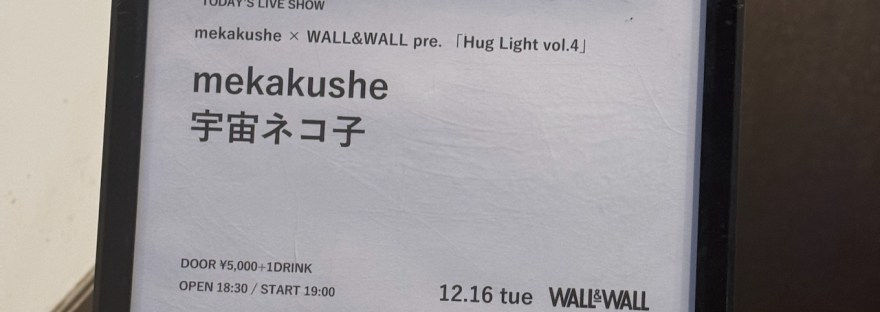 TODAY'S LIVE SHOW
mekakushe × WALL&WALL pre. 「Hug Light vol.4」
mekakushe
宇宙ネコ子
DOOR ¥5,000+1DRINK
OPEN 18:30 / START 19:00
12.16 tue WALL&WALL